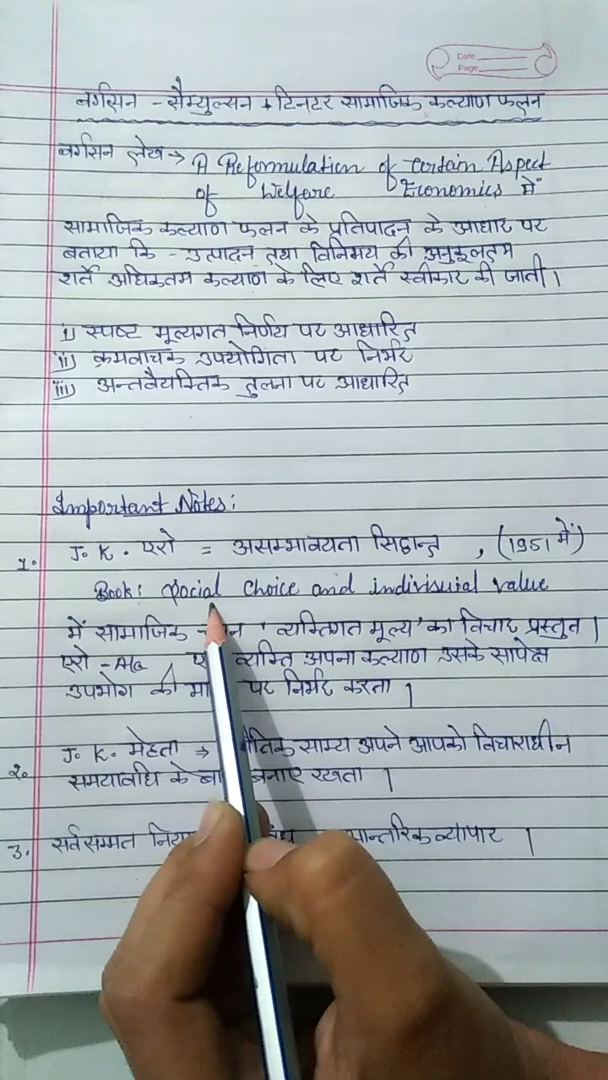 Date
Page
बर्गसन - सैम्युल्सन + टिनटर सामाजिक कल्याण फलन
बर्गसन लेख → A Reformulation of Certain Aspect
of Welfare Economics में
सामाजिक कल्याण फलन के प्रतिपादन के आधार पर
बताया कि - उत्पादन तथा विनिमय की अनुकूलतम
शर्ते अधिकतम कल्याण के लिए शर्ते स्वीकार की जाती।
i) स्पष्ट मूल्यगत निर्णय पर आधारित
ii) क्रमवाचक उपयोगिता पर निर्भर
iii) अन्तवैयक्तिक तुलना पर आधारित
Important Notes:
1. J. K. एरो = असम्भाव्यता सिद्धान्त , (1951 में)
Book: Social Choice and indivisuial value
में सामाजिक 'व्यक्तिगत मूल्य' का विचार प्रस्तुत।
एरो - व्यक्ति अपना कल्याण उसके सापेक्ष
उपभोग की पर निर्भर करता।
2. J. K. मेहता → साम्य अपने आपको विचाराधीन
समयावधि के बनाए रखता।
3. सर्वसम्मत आन्तरिक व्यापार।